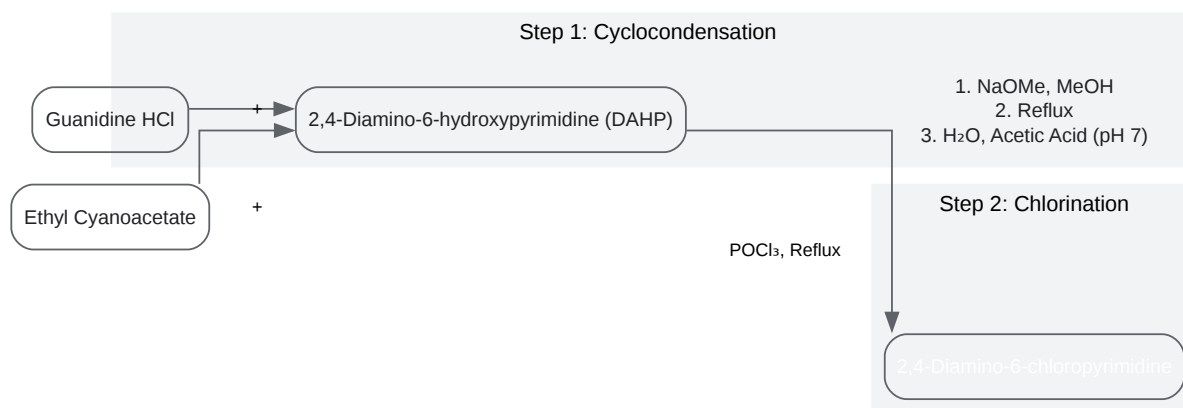 Step 1: Cyclocondensation
1. NaOMe, MeOH
2. Reflux
3. H₂O, Acetic Acid (pH 7)
Guanidine HCl
+
2,4-Diamino-6-hydroxypyrimidine (DAHP)
Ethyl Cyanoacetate
+
Step 2: Chlorination
POCl₃, Reflux
2,4-Diamino-6-chloropyrimidine